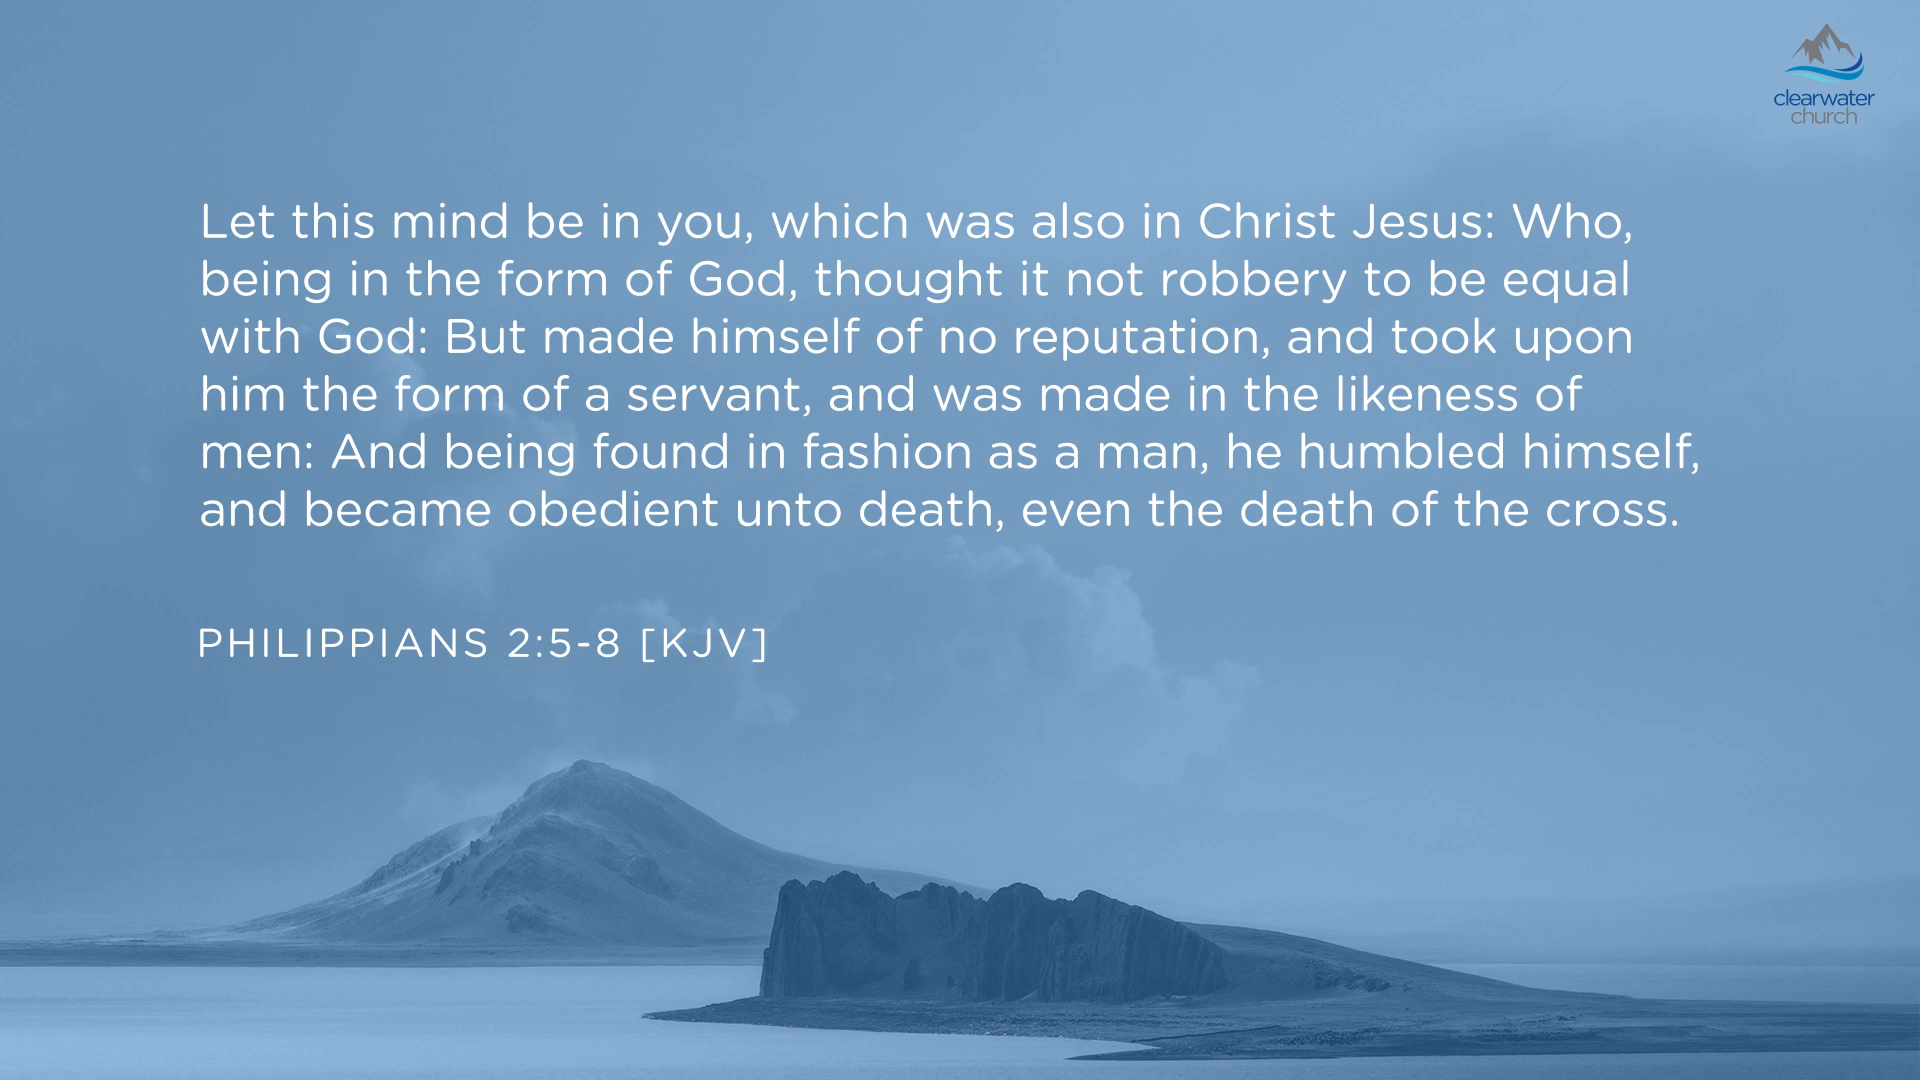 clearwater
church
Let this mind be in you, which was also in Christ Jesus: Who,
being in the form of God, thought it not robbery to be equal
with God: But made himself of no reputation, and took upon
him the form of a servant, and was made in the likeness of
men: And being found in fashion as a man, he humbled himself,
and became obedient unto death, even the death of the cross.
PHILIPPIANS 2:5-8 [KJV]